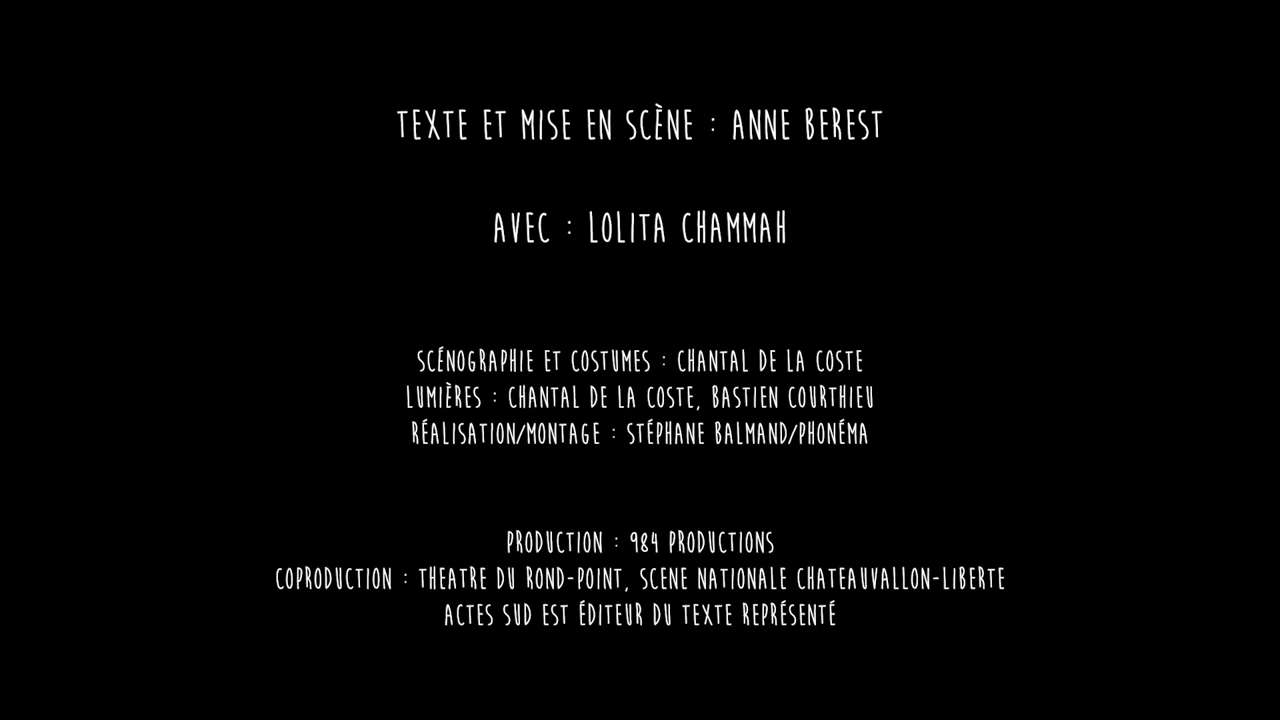 TEXTE ET MISE EN SCÈNE : ANNE BEREST
AVEC : LOLITA CHAMMAH
SCÉNOGRAPHIE ET COSTUMES : CHANTAL DE LA COSTE
LUMIÈRES : CHANTAL DE LA COSTE, BASTIEN COURTHIEU
RÉALISATION/MONTAGE : STÉPHANE BALMAND/PHONÉMA
PRODUCTION : 984 PRODUCTIONS
COPRODUCTION : THEATRE DU ROND-POINT, SCENE NATIONALE CHATEAUVALLON-LIBERTE
ACTES SUD EST ÉDITEUR DU TEXTE REPRÉSENTÉ